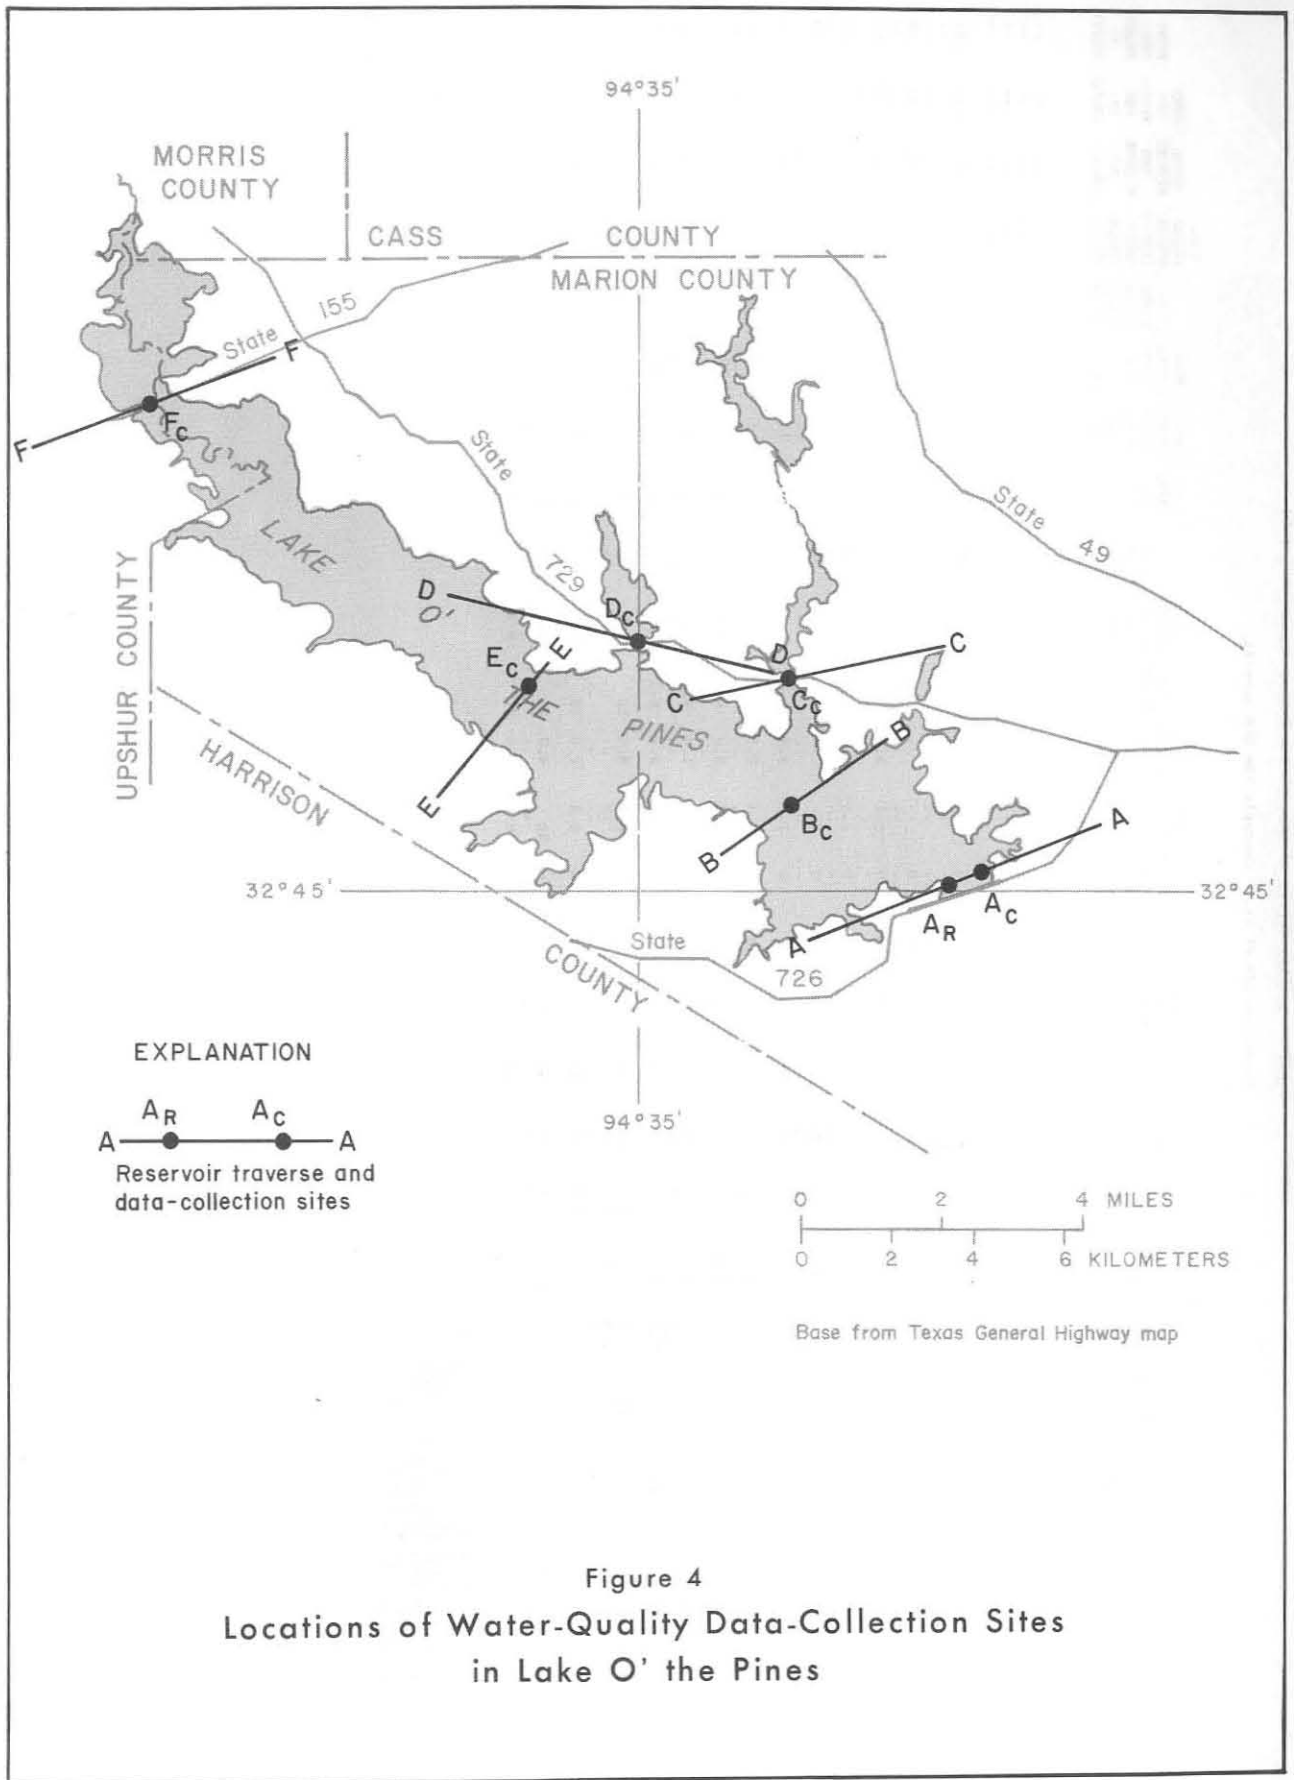 94°35'
MORRIS
COUNTY
CASS COUNTY
MARION COUNTY
State 155
F
F
Fc
State
LAKE
State
49
729
UPSHUR COUNTY
D
O'
Dc
D
C
Ec
E
THE
C
Cc
PINES
HARRISON
B
E
B
Bc
A
32°45'
32°45'
AR
Ac
A
State
726
COUNTY
EXPLANATION
AR Ac
A A
Reservoir traverse and
data-collection sites
94°35'
0 2 4 MILES
0 2 4 6 KILOMETERS
Base from Texas General Highway map
Figure 4
Locations of Water-Quality Data-Collection Sites
in Lake O' the Pines